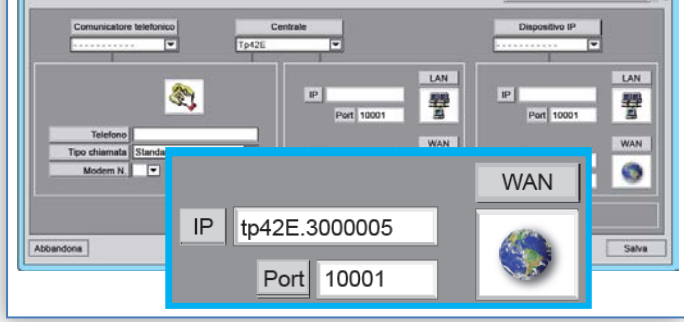 Comunicatore telefonico
Centrale
Dispositivo IP
- - - - - - - - - - -
Tp42E
- - - - - - - - - - -
LAN
LAN
IP
IP
Port 10001
Port 10001
Telefono
WAN
WAN
Tipo chiamata Standa
Modem N.
WAN
IP tp42E.3000005
Port 10001
Abbandona
Salva